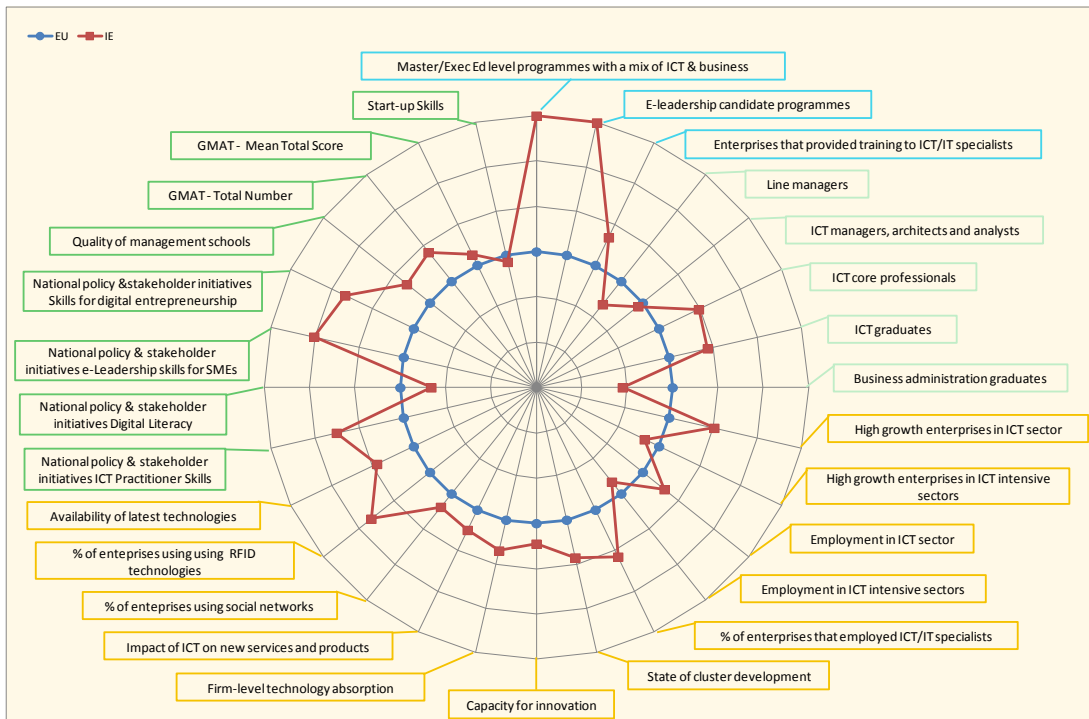 EU IE
Master/Exec Ed level programmes with a mix of ICT & business
E-leadership candidate programmes
Enterprises that provided training to ICT/IT specialists
Line managers
ICT managers, architects and analysts
ICT core professionals
ICT graduates
Business administration graduates
High growth enterprises in ICT sector
High growth enterprises in ICT intensive
sectors
Employment in ICT sector
Employment in ICT intensive sectors
% of enterprises that employed ICT/IT specialists
State of cluster development
Capacity for innovation
Firm-level technology absorption
Impact of ICT on new services and products
% of eneteprises using social networks
% of enteprises using using RFID
technologies
Availability of latest technologies
National policy & stakeholder
initiatives ICT Practitioner Skills
National policy & stakeholder
initiatives Digital Literacy
National policy & stakeholder
initiatives e-Leadership skills for SMEs
National policy &stakeholder initiatives
Skills for digital entrepreneurship
Quality of management schools
GMAT - Total Number
GMAT - Mean Total Score
Start-up Skills